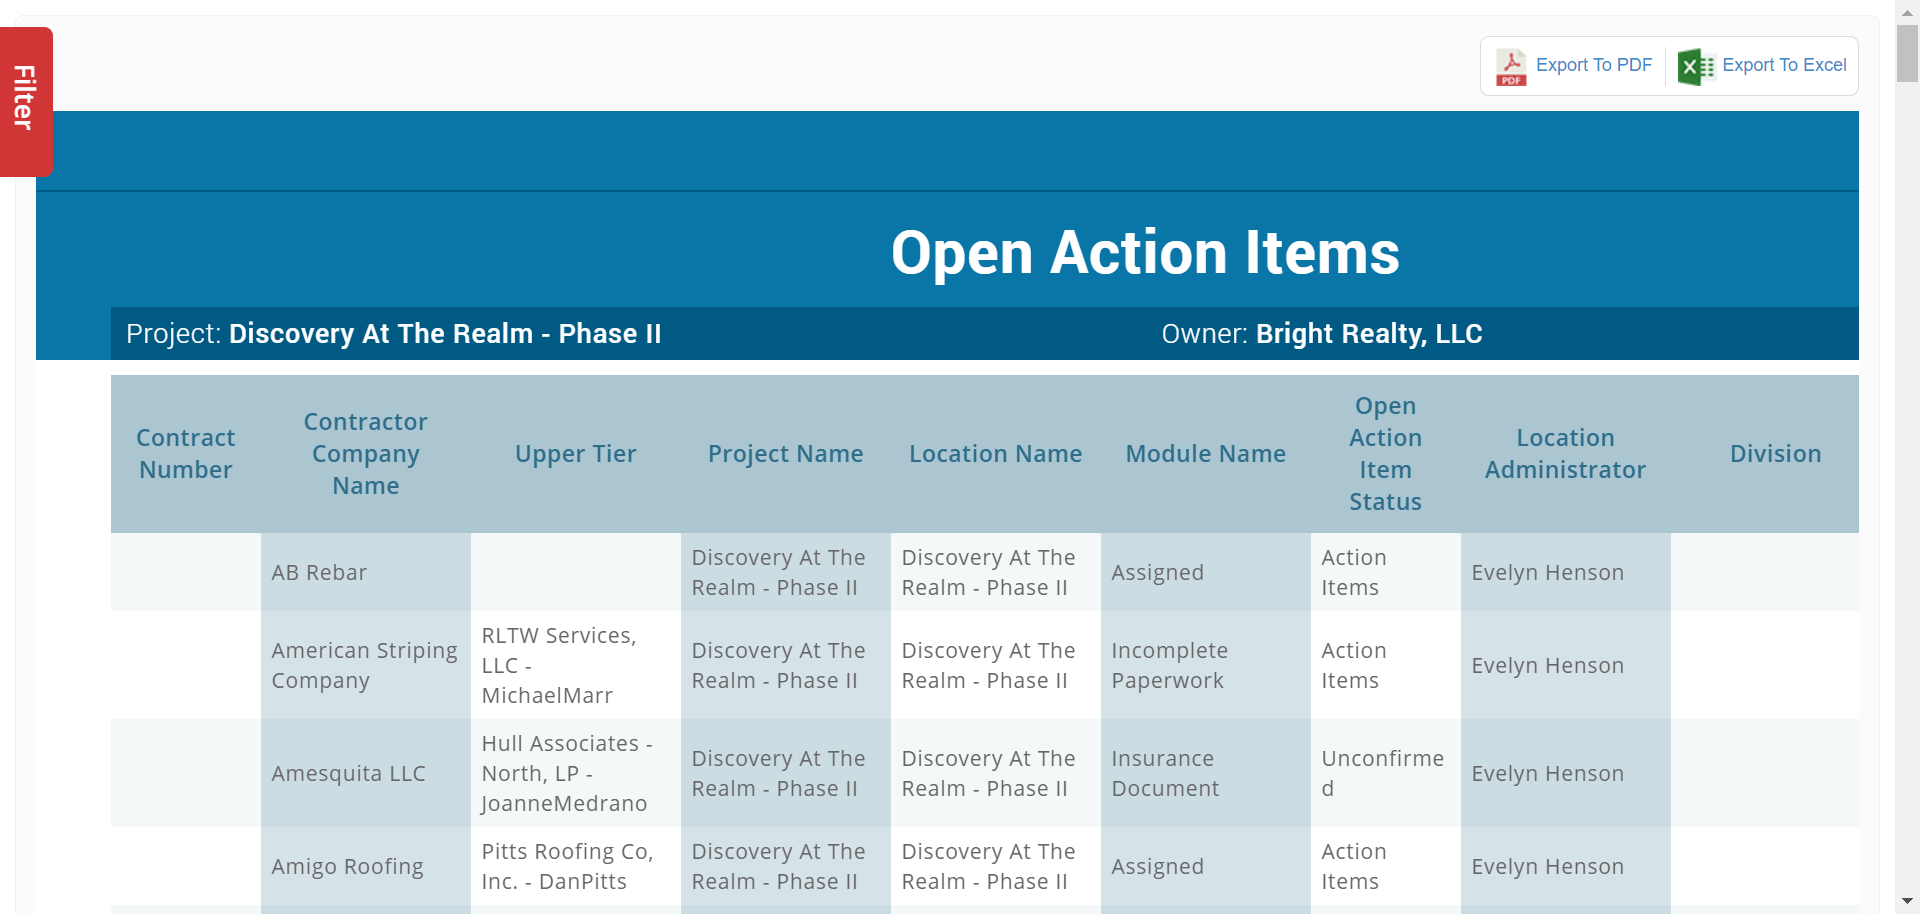 Filter
PDF
Export To PDF
Export To Excel
Open Action Items
Project: Discovery At The Realm - Phase II
Owner: Bright Realty, LLC
Contract
Number
Contractor
Company
Name
Upper Tier
Project Name
Location Name
Module Name
Open
Action
Item
Status
Location
Administrator
Division
AB Rebar
Discovery At The
Realm - Phase II
Discovery At The
Realm - Phase II
Assigned
Action
Items
Evelyn Henson
American Striping
Company
RLTW Services,
LLC -
MichaelMarr
Discovery At The
Realm - Phase II
Discovery At The
Realm - Phase II
Incomplete
Paperwork
Action
Items
Evelyn Henson
Amesquita LLC
Hull Associates -
North, LP -
JoanneMedrano
Discovery At The
Realm - Phase II
Discovery At The
Realm - Phase II
Insurance
Document
Unconfirme
d
Evelyn Henson
Amigo Roofing
Pitts Roofing Co,
Inc. - DanPitts
Discovery At The
Realm - Phase II
Discovery At The
Realm - Phase II
Assigned
Action
Items
Evelyn Henson